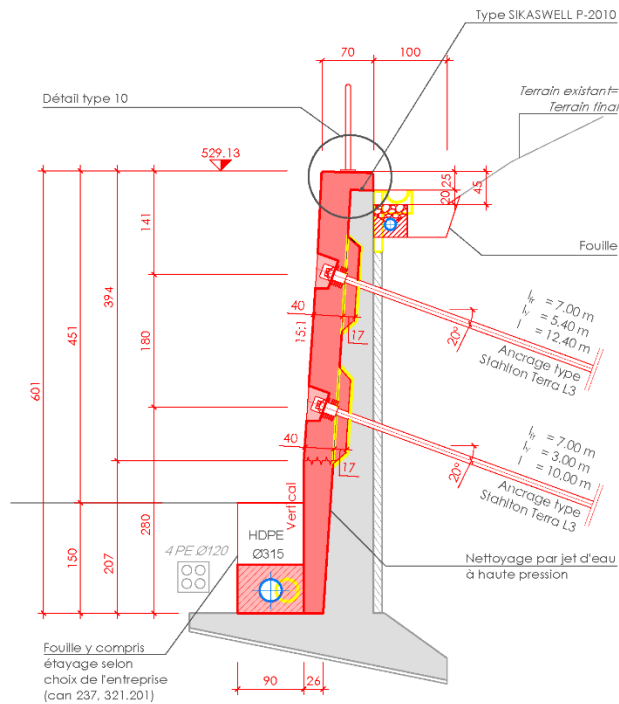 Type SIKASWELL P-2010
70
100
Détail type 10
Terrain existant=
Terrain final
529.13
25
20
45
141
Fouille
394
40
15:1
17
lfr = 7.00 m
lv = 5.40 m
l = 12.40 m
20°
Ancrage type
Stahlton Terra L3
451
180
601
40
17
lfr = 7.00 m
lv = 3.00 m
l = 10.00 m
20°
Ancrage type
Stahlton Terra L3
Vertical
280
150
207
4 PE Ø120
HDPE
Ø315
Nettoyage par jet d'eau
à haute pression
Fouille y compris
étayage selon
choix de l'entreprise
(can 237, 321.201)
90
26